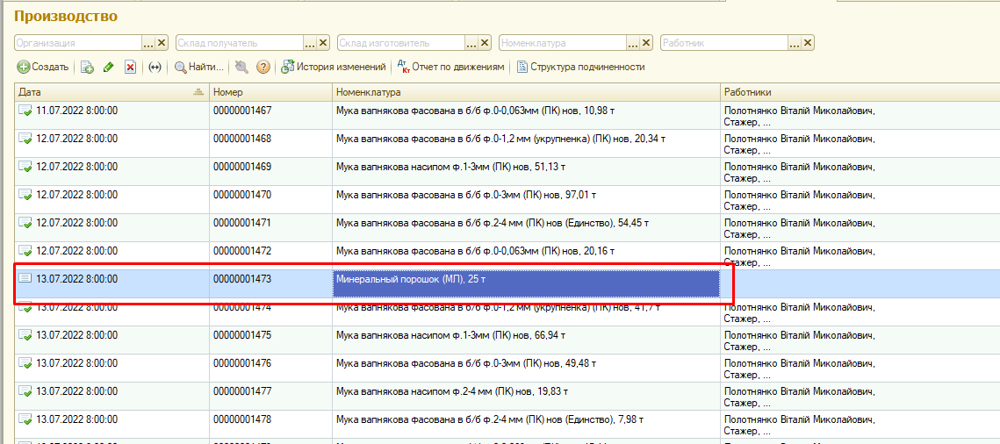 Производство
Организация ... Склад получатель ... Склад изготовитель ... Номенклатура ... Работник ...
Создать Найти... История изменений Дт Кт Отчет по движениям Структура подчиненности
Дата Номер Номенклатура Работники
11.07.2022 8:00:00 00000001467 Мука вапнякова фасована в б/б ф.0-0,063мм (ПК) нов, 10,98 т Полотнянко Віталій Миколайович,
Стажер, ...
12.07.2022 8:00:00 00000001468 Мука вапнякова фасована в б/б ф.0-1,2 мм (укрупненка) (ПК) нов, 20,34 т Полотнянко Віталій Миколайович,
Стажер, ...
12.07.2022 8:00:00 00000001469 Мука вапнякова насипом ф.1-3мм (ПК) нов, 51,13 т Полотнянко Віталій Миколайович,
Стажер, ...
12.07.2022 8:00:00 00000001470 Мука вапнякова фасована в б/б ф.0-3мм (ПК) нов, 97,01 т Полотнянко Віталій Миколайович,
Стажер, ...
12.07.2022 8:00:00 00000001471 Мука вапнякова фасована в б/б ф.2-4 мм (ПК) нов (Единство), 54,45 т Полотнянко Віталій Миколайович,
Стажер, ...
12.07.2022 8:00:00 00000001472 Мука вапнякова фасована в б/б ф.0-0,063мм (ПК) нов, 20,16 т Полотнянко Віталій Миколайович,
Стажер, ...
13.07.2022 8:00:00 00000001473 Минеральный порошок (МП), 25 т
13.07.2022 8:00:00 00000001474 Мука вапнякова фасована в б/б ф.0-1,2 мм (укрупненка) (ПК) нов, 41,7 т Полотнянко Віталій Миколайович,
Стажер, ...
13.07.2022 8:00:00 00000001475 Мука вапнякова насипом ф.1-3мм (ПК) нов, 66,94 т Полотнянко Віталій Миколайович,
Стажер, ...
13.07.2022 8:00:00 00000001476 Мука вапнякова фасована в б/б ф.0-3мм (ПК) нов, 49,48 т Полотнянко Віталій Миколайович,
Стажер, ...
13.07.2022 8:00:00 00000001477 Мука вапнякова насипом ф.2-4 мм (ПК) нов, 19,83 т Полотнянко Віталій Миколайович,
Стажер, ...
13.07.2022 8:00:00 00000001478 Мука вапнякова фасована в б/б ф.2-4 мм (ПК) нов (Единство), 7,98 т Полотнянко Віталій Миколайович,
Стажер, ...